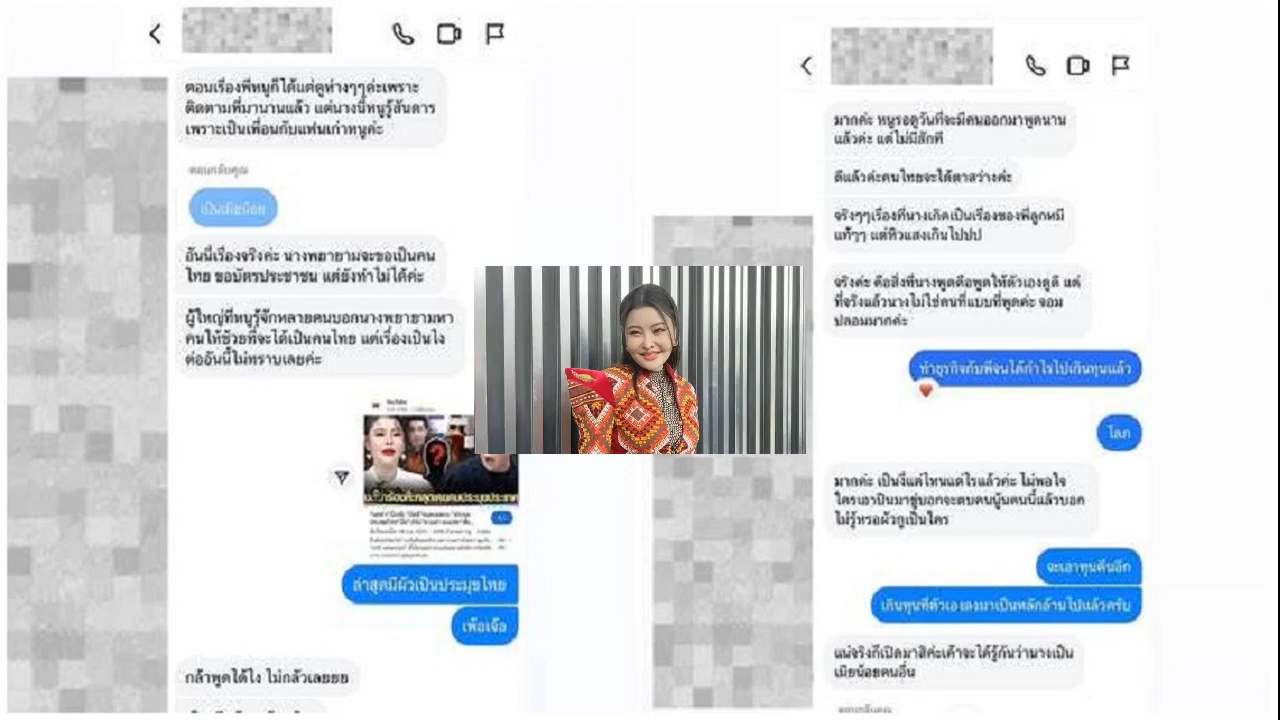 ตอนเรื่องพี่หนูก็ได้แต่ดูห่างๆค่ะเพราะ
ติดตามพี่มานานแล้ว แต่นางนี้หนูรู้สันดาร
เพราะเป็นเพื่อนกับแฟนเก่าหนูค่ะ
ตอบกลับคุณ
เป็นเมียน้อย
อันนี้เรื่องจริงค่ะ นางพยายามจะขอเป็นคน
ไทย ขอบัตรประชาชน แต่ยังทำไม่ได้ค่ะ
ผู้ใหญ่ที่หนูรู้จักหลายคนบอกนางพยายามหา
คนให้ช่วยที่จะได้เป็นคนไทย แต่เรื่องเป็นไง
ต่ออันนี้ไม่ทราบเลยค่ะ
ล่าสุดมีผัวเป็นประมุขไทย
เพ้อเจ้อ
กล้าพูดได้ไง ไม่กลัวเลยยย
มากค่ะ หนูรอดูวันที่จะมีคนออกมาพูดนาน
แล้วค่ะ แต่ไม่มีสักที
ดีแล้วค่ะคนไทยจะได้ตาสว่างค่ะ
จริงๆๆเรื่องที่นางเกิดเป็นเรื่องของพี่ลูกหมี
แท้ๆๆ แต่หิวแสงเกินไปปป
จริงค่ะ คือสิ่งที่นางพูดคือพูดให้ตัวเองดูดี แต่
ที่จริงแล้วนางไม่ใช่คนที่แบบที่พูดค่ะ จอม
ปลอมมากค่ะ
ทำธุรกิจกับพี่จนได้กำไรไปเกินทุนแล้ว
โลภ
มากค่ะ เป็นงี้แต่ไหนแต่ไรแล้วค่ะ ไม่พอใจ
ใครเอาปืนมาขู่บอกจะตบคนนู้นคนนี้แล้วบอก
ไม่รู้หรอผัวกูเป็นใคร
จะเอาทุนคืนอีก
เกินทุนที่ตัวเองลงมาเป็นหลักล้านไปแล้วครับ
แน่จริงก็เปิดมาสิค่ะเค้าจะได้รู้กันว่านางเป็น
เมียน้อยคนอื่น
ตอบกลับคุณ